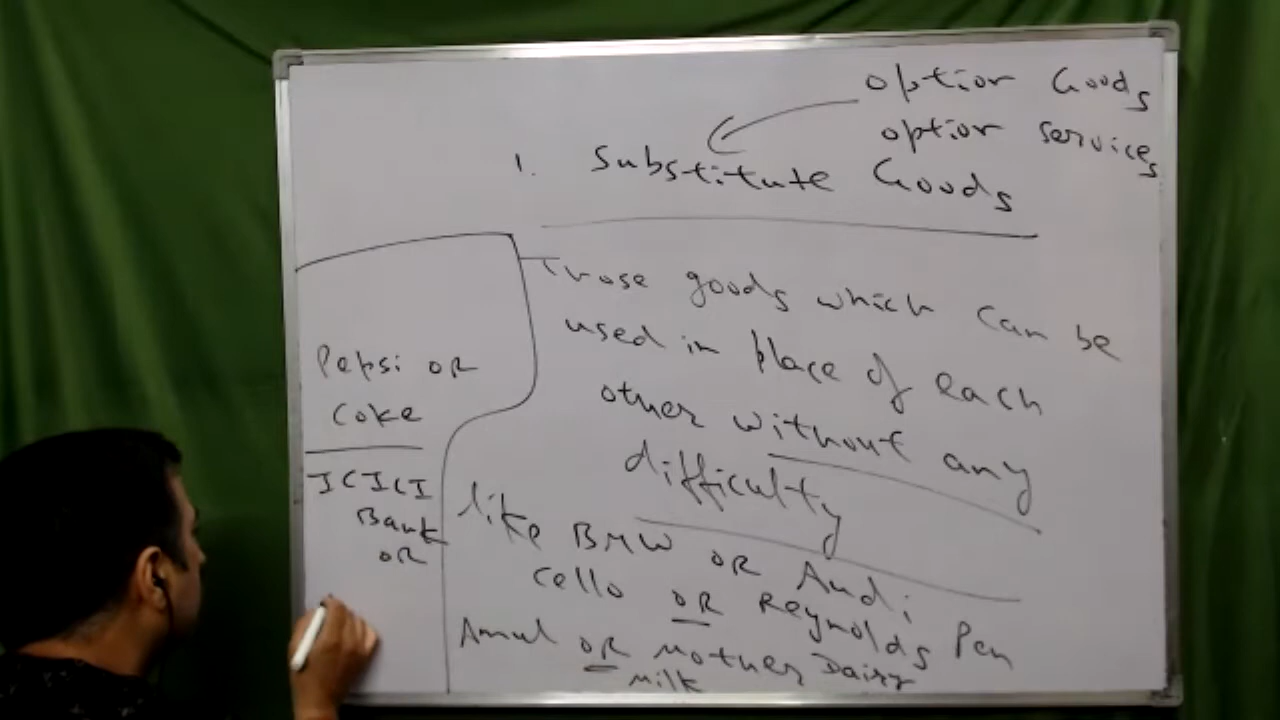 option Goods
option services
1. Substitute Goods
Those goods which can be
used in place of each
other without any
difficulty
like BMW OR Audi
Cello OR Reynolds Pen
Amul OR Mother Dairy
Milk
Pepsi OR
Coke
ICICI
Bank
OR